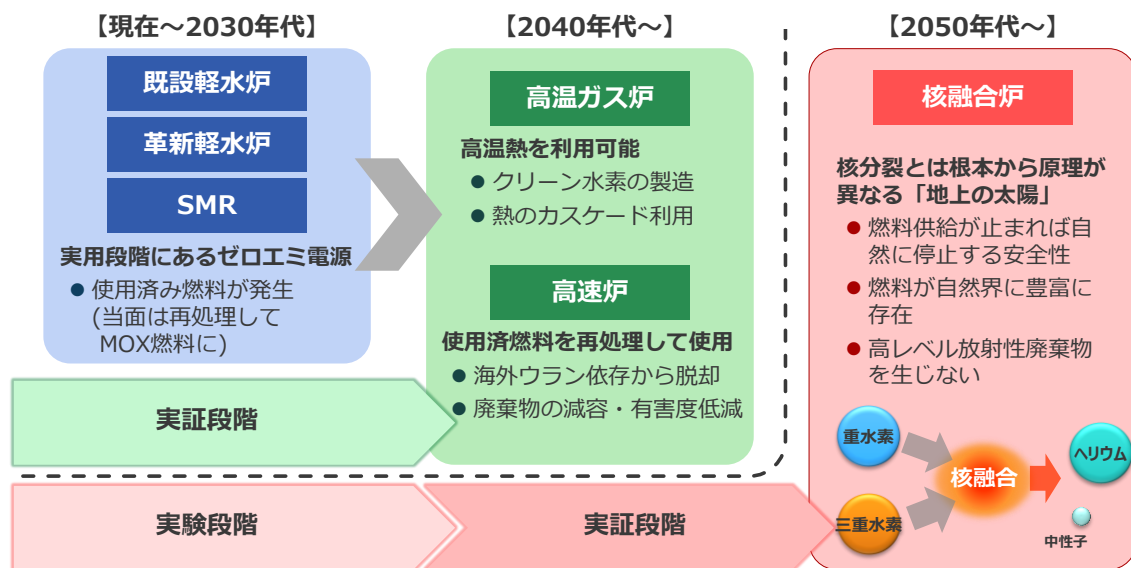 【現在～2030年代】
既設軽水炉
革新軽水炉
SMR
実用段階にあるゼロエミ電源
● 使用済み燃料が発生
(当面は再処理して
MOX燃料に)
【2040年代～】
高温ガス炉
高温熱を利用可能
● クリーン水素の製造
● 熱のカスケード利用
高速炉
使用済燃料を再処理して使用
● 海外ウラン依存から脱却
● 廃棄物の減容・有害度低減
【2050年代～】
核融合炉
核分裂とは根本から原理が
異なる「地上の太陽」
● 燃料供給が止まれば自
然に停止する安全性
● 燃料が自然界に豊富に
存在
● 高レベル放射性廃棄物
を生じない
重水素
三重水素
核融合
ヘリウム
中性子
実証段階
実験段階
実証段階